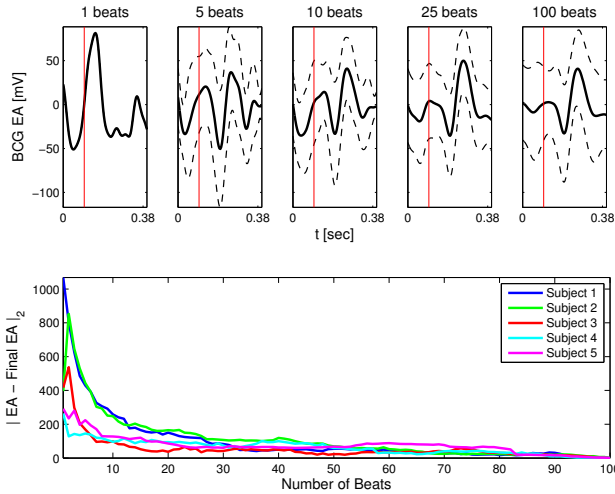 1 beats
5 beats
10 beats
25 beats
100 beats
BCG EA [mV]
50
0
−50
−100
0
0.38
0
0.38
0
0.38
0
0.38
0
0.38
t [sec]
| EA − Final EA |2
1000
800
600
400
200
0
Subject 1
Subject 2
Subject 3
Subject 4
Subject 5
10
20
30
40
50
60
70
80
90
100
Number of Beats